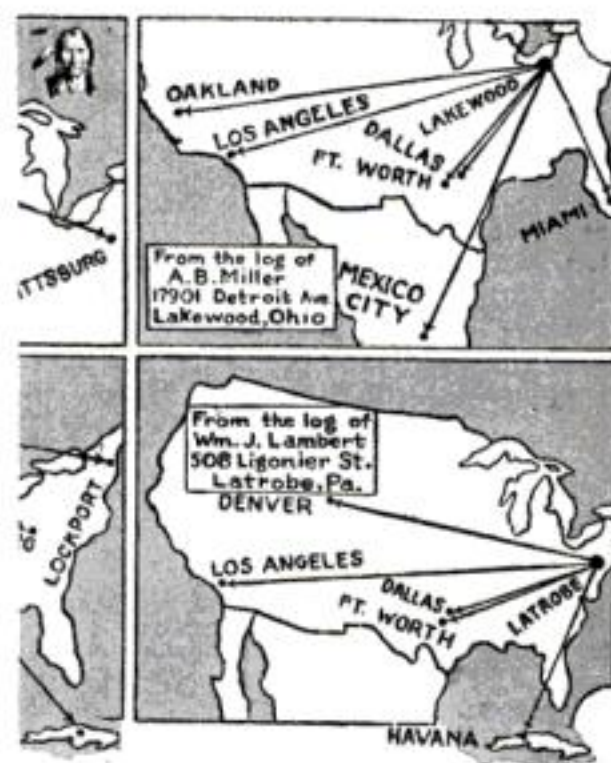 OAKLAND
LOS ANGELES
LAKEWOOD
DALLAS
FT. WORTH
MIAMI
MEXICO
CITY
From the log of
A.B. Miller
17901 Detroit Ave.
Lakewood, Ohio
ITTSBURG
From the log of
Wm. J. Lambert
508 Ligonier St.
Latrobe, Pa.
DENVER
LOS ANGELES
DALLAS
FT. WORTH
LATROBE
LOCKPORT
HAVANA